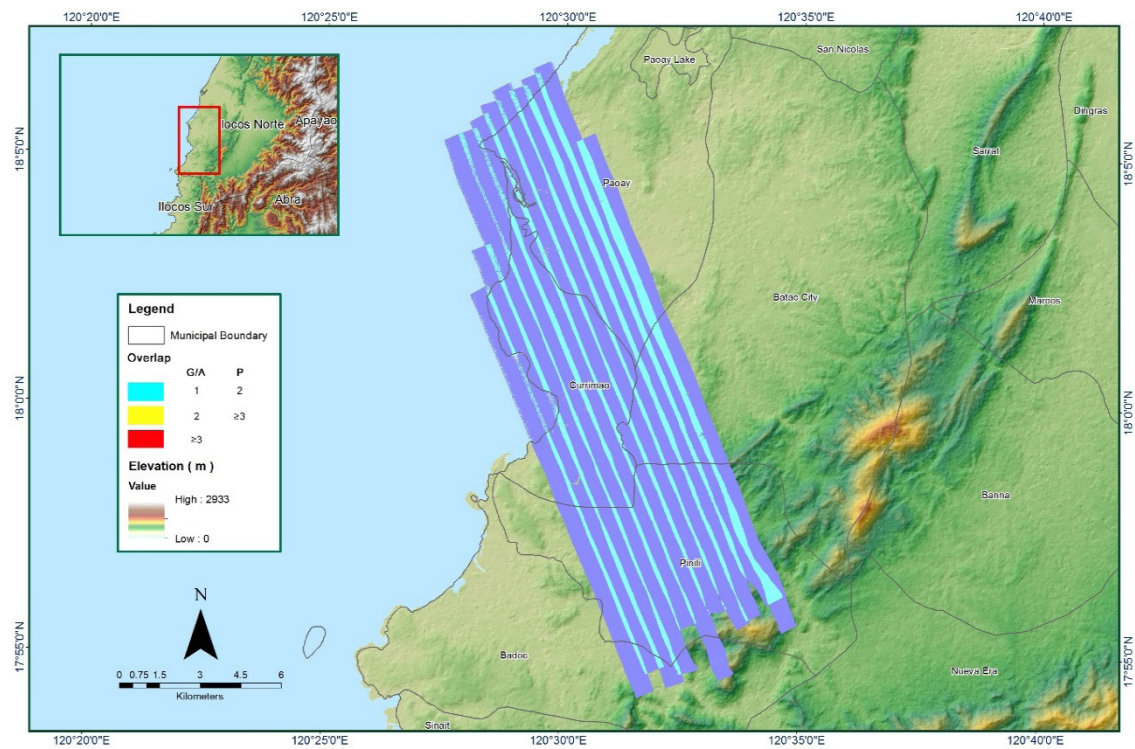 120°20'0"E 120°25'0"E 120°30'0"E 120°35'0"E 120°40'0"E
San Nicolas
Paoay Lake
Dingras
Ilocos Norte
Apayao
18°5'0"N
18°5'0"N
Sarrat
Paoay
Abra
Ilocos Sur
Batac City
Marcos
Legend
Municipal Boundary
Overlap
G/A P
1 2
2 ≥3
≥3
Currimao
18°0'0"N
18°0'0"N
Elevation ( m )
Value
High : 2933
Low : 0
Banna
Pinili
N
17°55'0"N
17°55'0"N
Badoc
Nueva Era
0 0.75 1.5 3 4.5 6
Kilometers
Sinait
120°20'0"E 120°25'0"E 120°30'0"E 120°35'0"E 120°40'0"E